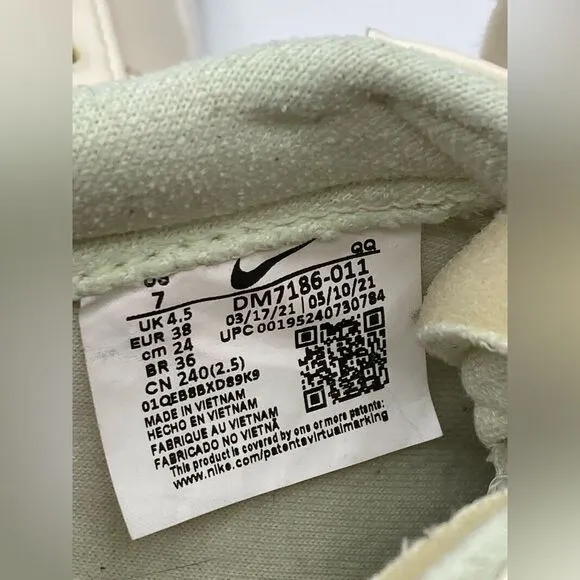 QQ
US
7
UK 4.5
EUR 38
cm 24
BR 36
CN 240(2.5)
01QEB8BXD89K9
DM7186-011
03/17/21 | 05/10/21
UPC 00195240730784
MADE IN VIETNAM
HECHO EN VIETNAM
FABRIQUE AU VIETNAM
FABRICADO NO VIETNÃ
This product is covered by one or more patents:
www.nike.com/patentsvirtualmarking